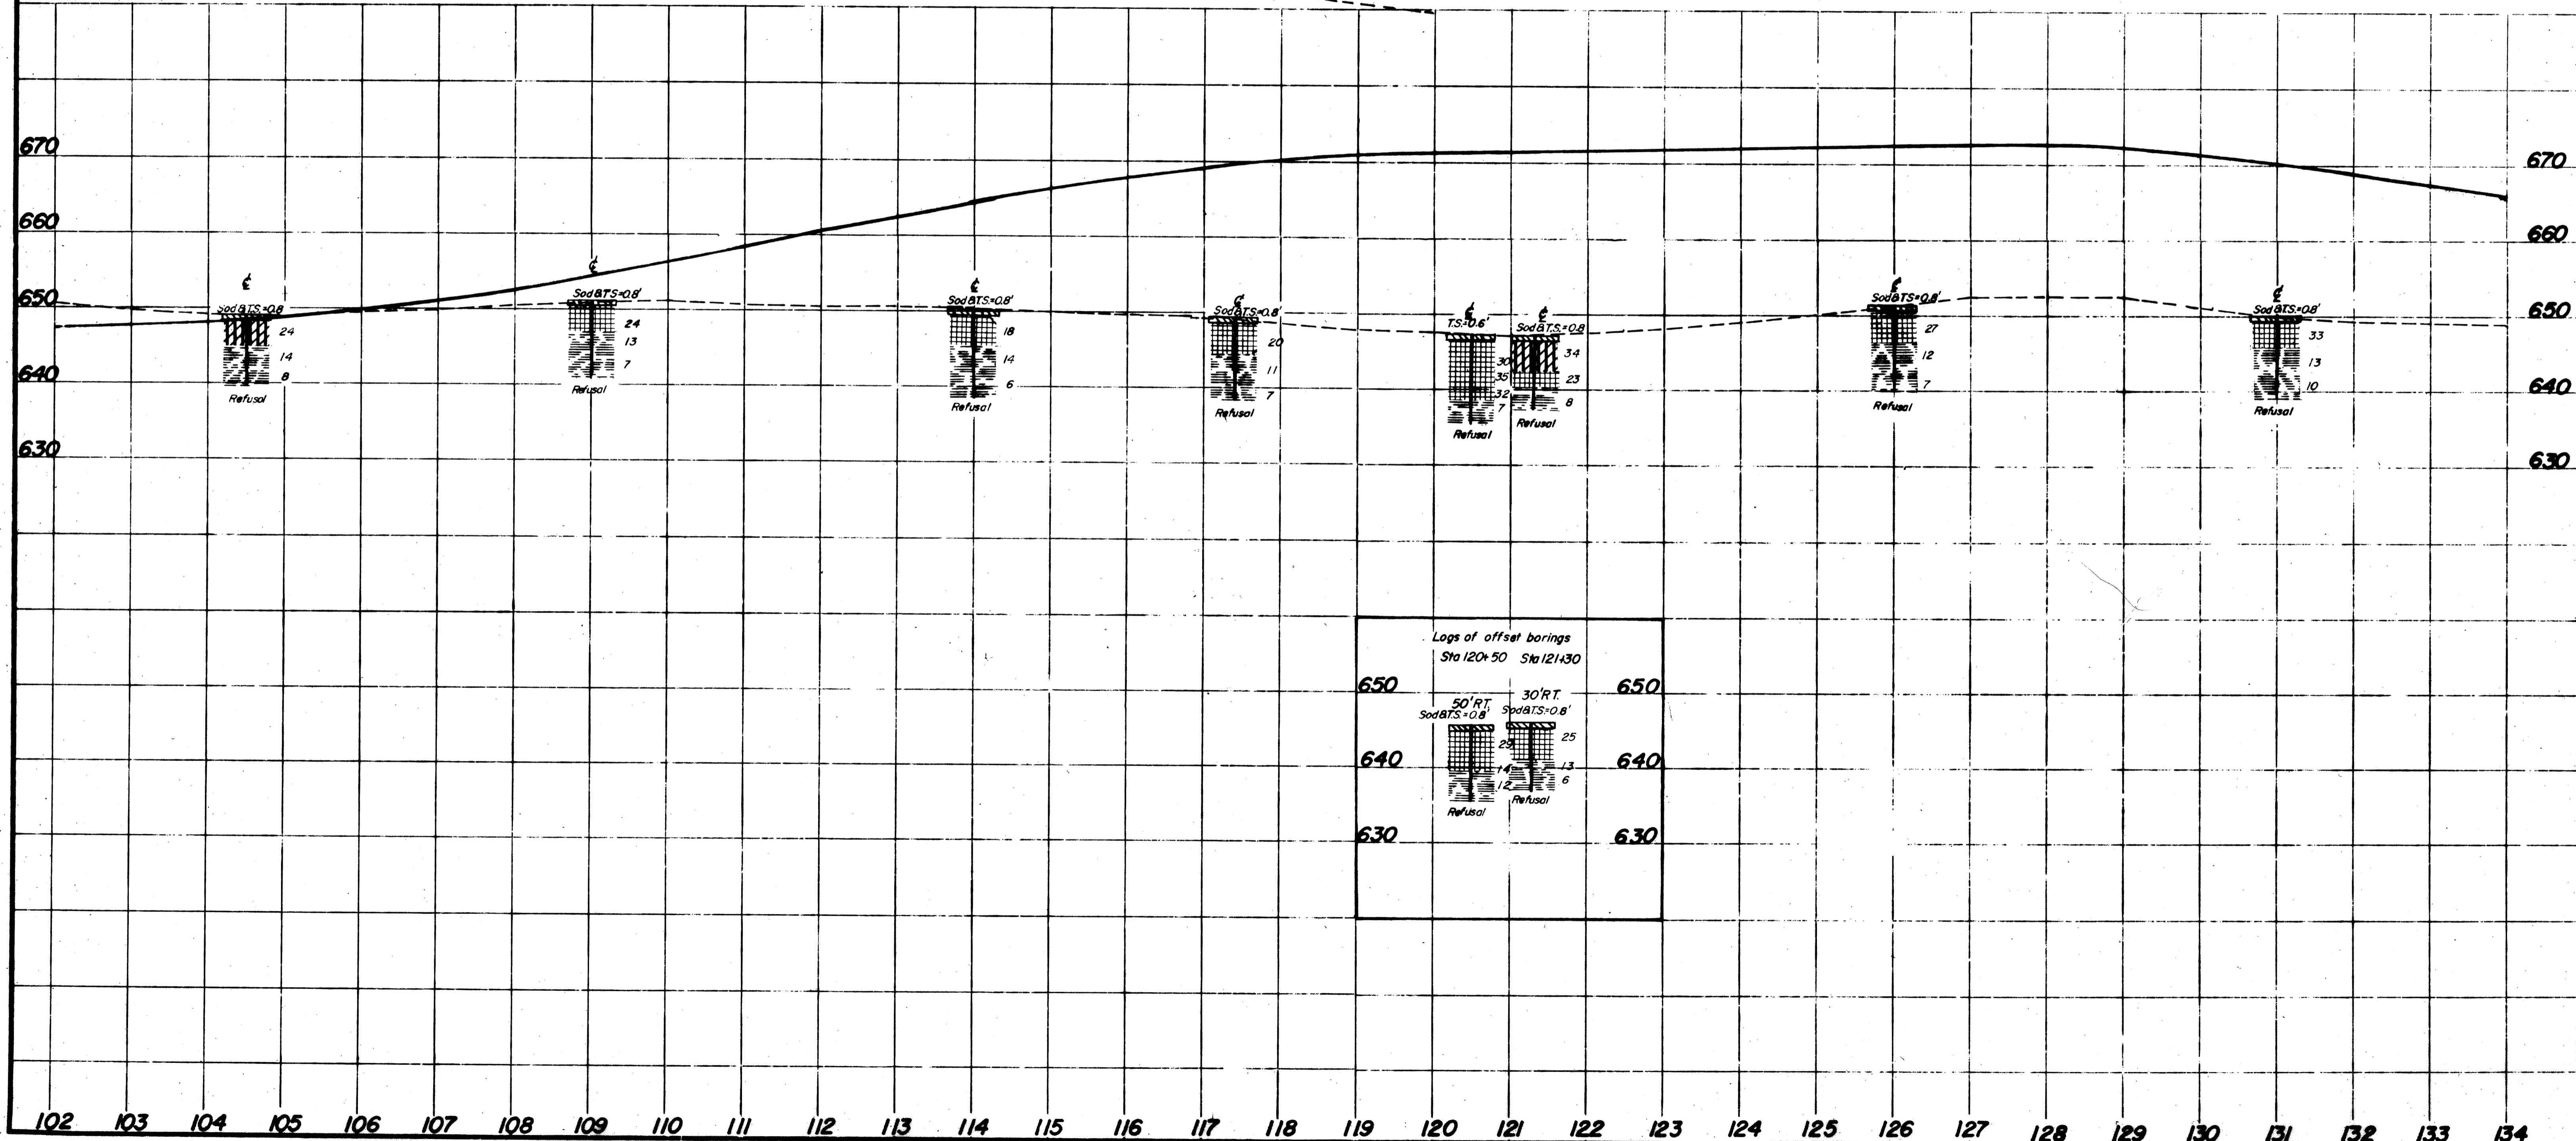 670
670
660
660
650
650
640
640
630
630
℄
Sod & T.S.=0.8
24
14
8
Refusal
℄
Sod & T.S=0.8'
24
13
7
Refusal
℄
Sod & T.S.=0.8'
18
14
6
Refusal
℄
Sod & T.S.=0.8'
20
11
7
Refusal
℄
T.S.=0.6'
30
35
32
7
Refusal
℄
Sod & T.S.=0.8
34
23
8
Refusal
℄
Sod & T.S=0.8'
27
12
7
Refusal
℄
Sod & T.S.=0.8'
33
13
10
Refusal
Logs of offset borings
Sta 120+50 Sta 121+30
650 650
50' RT.
Sod & T.S.=0.8'
29
14
12
Refusal
30' RT.
Sod & T.S.=0.8'
25
13
6
Refusal
640 640
630 630
102 103 104 105 106 107 108 109 110 111 112 113 114 115 116 117 118 119 120 121 122 123 124 125 126 127 128 129 130 131 132 133 134